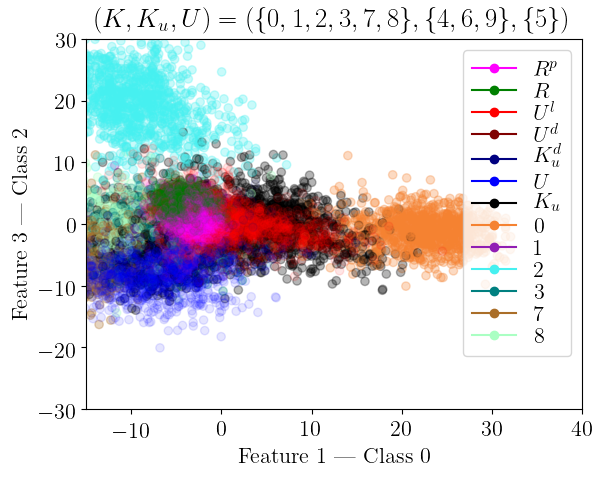 (K, K_u, U) = ({0, 1, 2, 3, 7, 8}, {4, 6, 9}, {5})
30
20
10
0
−10
−20
−30
Feature 3 — Class 2
R^p
R
U^l
U^d
K_u^d
U
K_u
0
1
2
3
7
8
−10 0 10 20 30 40
Feature 1 — Class 0